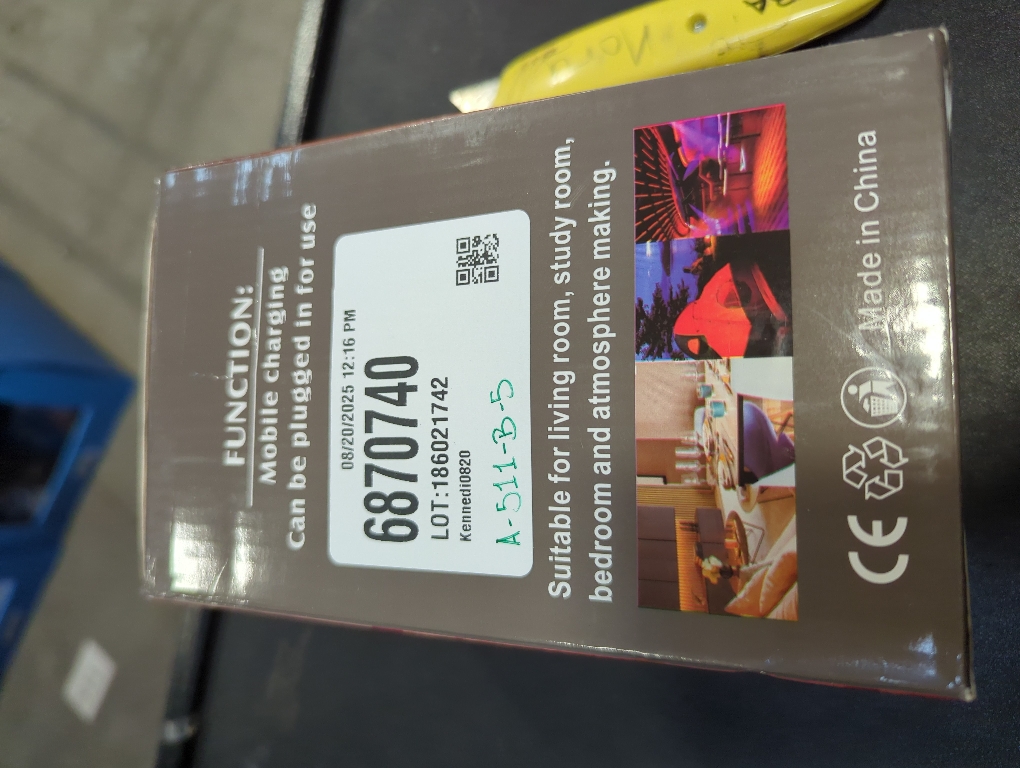 FUNCTION:
Mobile charging
Can be plugged in for use
08/20/2025 12:16 PM
6870740
LOT:186021742
Kennedi0820
A-511-B-5
Suitable for living room, study room,
bedroom and atmosphere making.
CE
Made in China